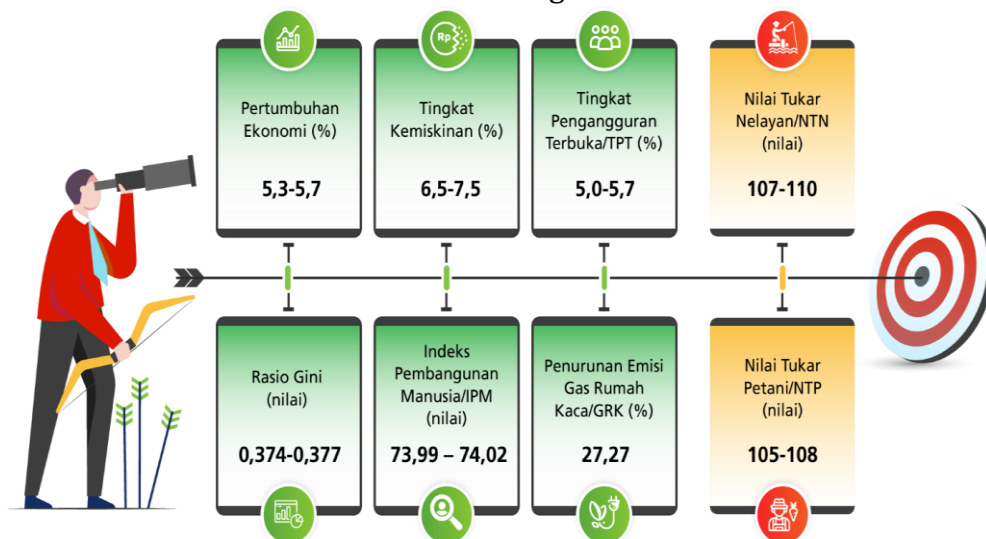 Pertumbuhan
Ekonomi (%)
5,3-5,7
Rp
Tingkat
Kemiskinan (%)
6,5-7,5
Tingkat
Pengangguran
Terbuka/TPT (%)
5,0-5,7
Nilai Tukar
Nelayan/NTN
(nilai)
107-110
Rasio Gini
(nilai)
0,374-0,377
Indeks
Pembangunan
Manusia/IPM
(nilai)
73,99 – 74,02
Penurunan Emisi
Gas Rumah
Kaca/GRK (%)
27,27
Nilai Tukar
Petani/NTP
(nilai)
105-108